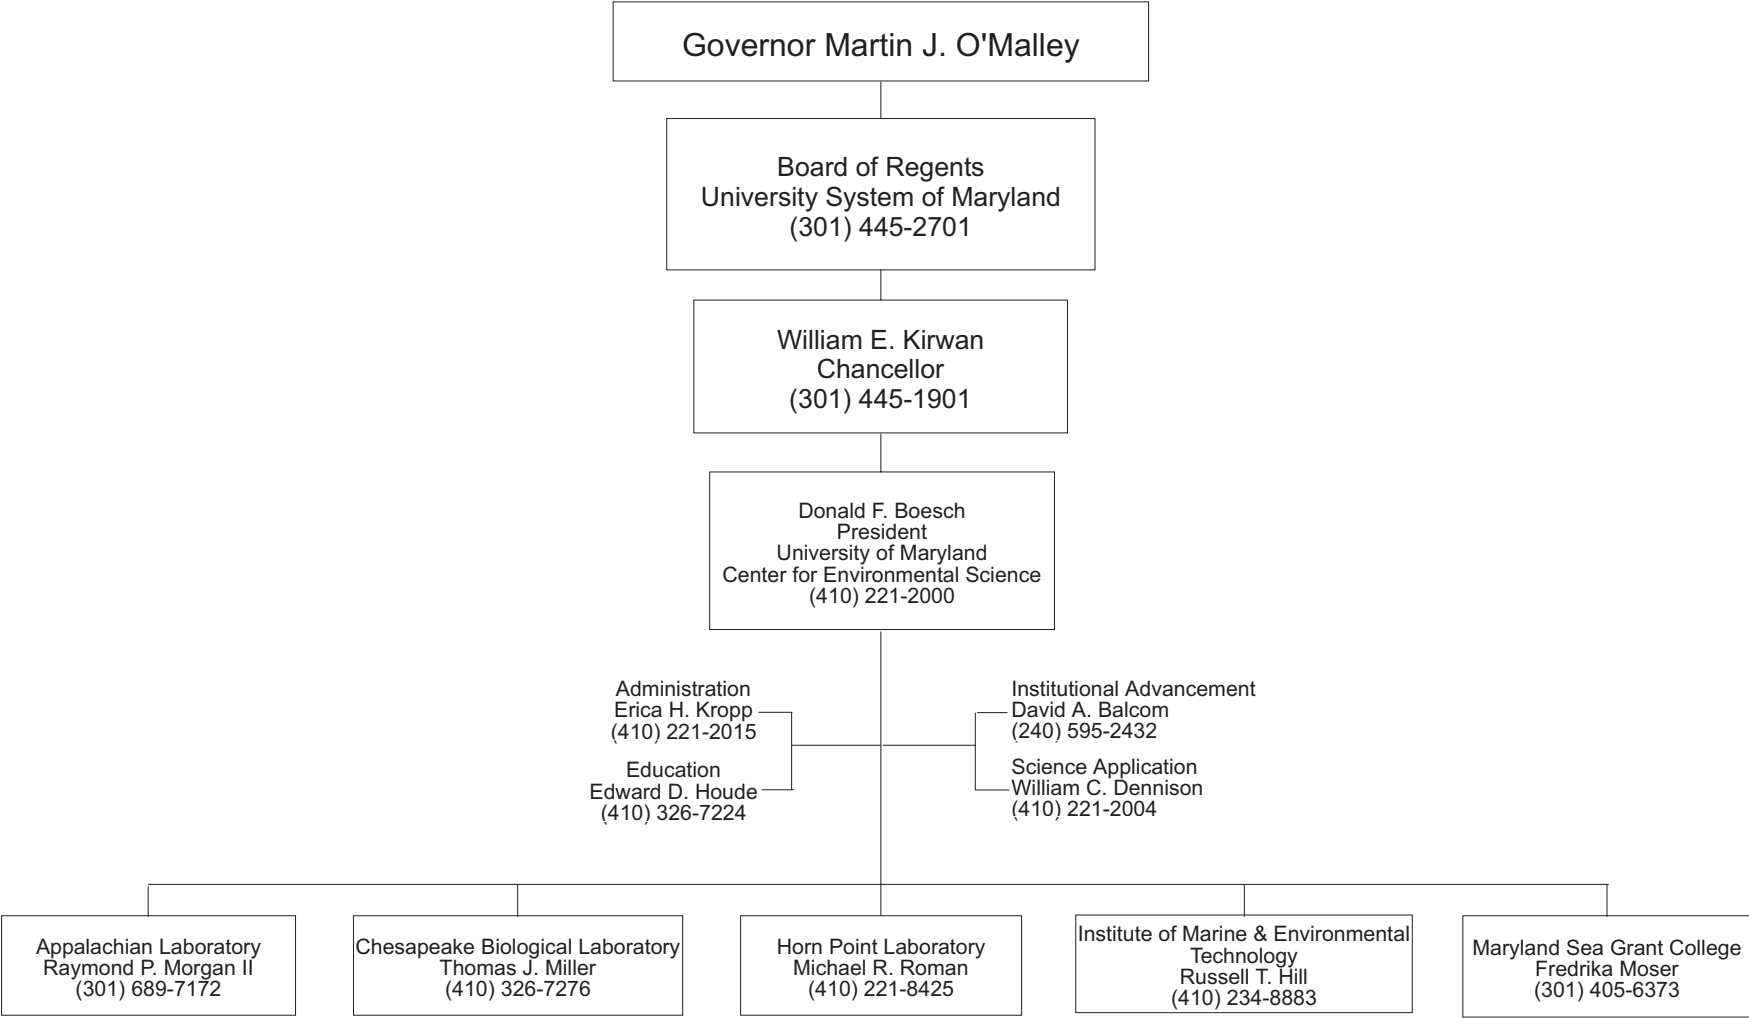 Governor Martin J. O'Malley
Board of Regents
University System of Maryland
(301) 445-2701
William E. Kirwan
Chancellor
(301) 445-1901
Donald F. Boesch
President
University of Maryland
Center for Environmental Science
(410) 221-2000
Administration
Erica H. Kropp
(410) 221-2015
Education
Edward D. Houde
(410) 326-7224
Institutional Advancement
David A. Balcom
(240) 595-2432
Science Application
William C. Dennison
(410) 221-2004
Appalachian Laboratory
Raymond P. Morgan II
(301) 689-7172
Chesapeake Biological Laboratory
Thomas J. Miller
(410) 326-7276
Horn Point Laboratory
Michael R. Roman
(410) 221-8425
Institute of Marine & Environmental
Technology
Russell T. Hill
(410) 234-8883
Maryland Sea Grant College
Fredrika Moser
(301) 405-6373